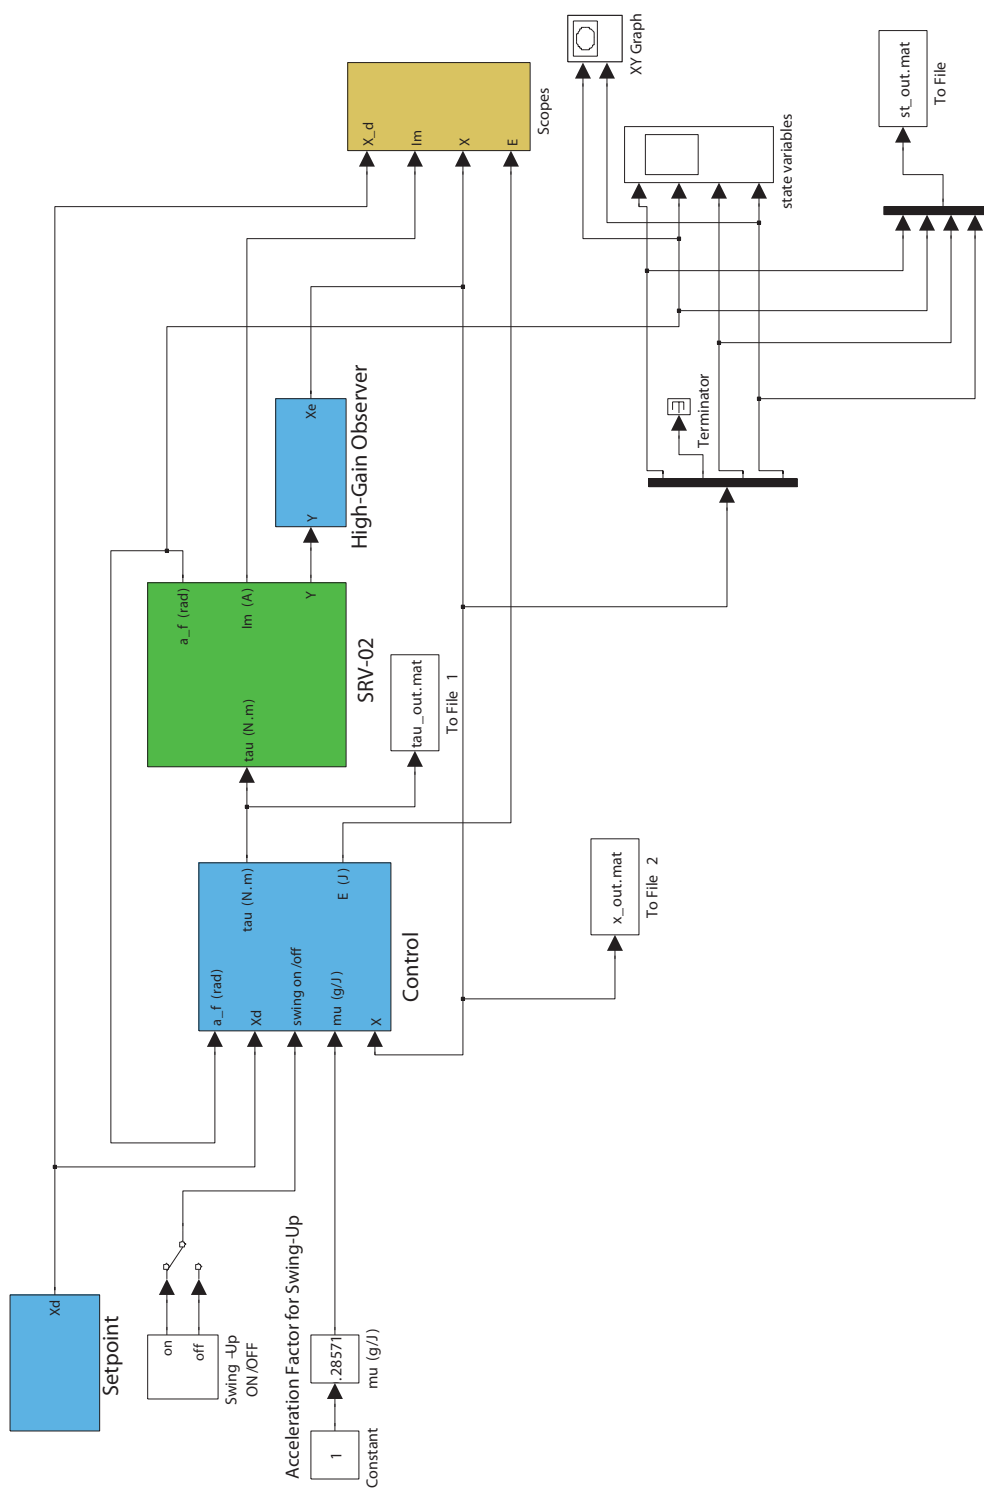 Xd
Setpoint
on
off
Swing -Up
ON /OFF
Acceleration Factor for Swing-Up
1
Constant
.28571
mu (g/J)
a_f (rad)
Xd
swing on /off
mu (g/J)
X
tau (N.m)
E (J)
Control
tau (N.m)
a_f (rad)
Im (A)
Y
SRV-02
tau _out.mat
To File 1
x_out.mat
To File 2
Y
Xe
High-Gain Observer
X_d
Im
X
E
Scopes
Terminator
XY Graph
state variables
st_out.mat
To File